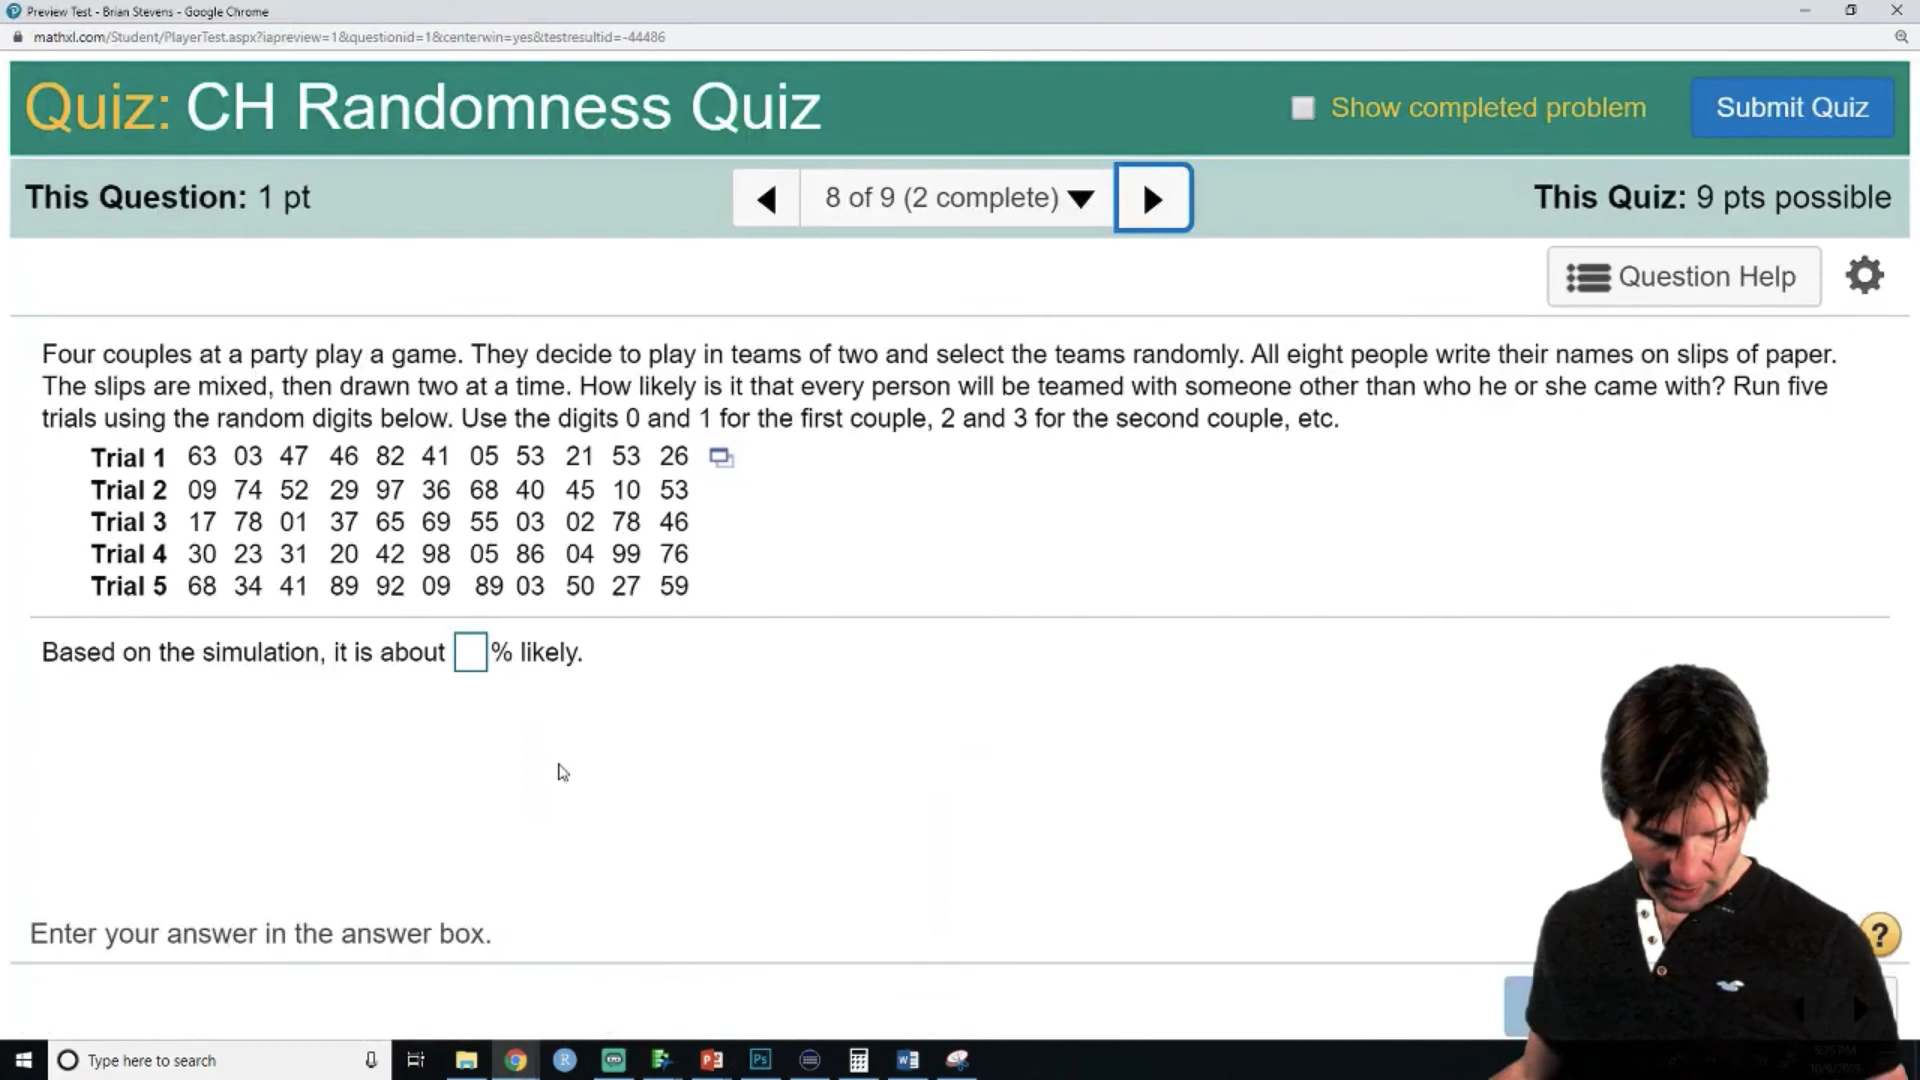 Preview Test - Brian Stevens - Google Chrome
mathxl.com/Student/PlayerTest.aspx?iapreview=1&questionid=1&centerwin=yes&testresultid=-44486
Quiz: CH Randomness Quiz
Show completed problem
Submit Quiz
This Question: 1 pt
8 of 9 (2 complete)
This Quiz: 9 pts possible
Question Help
Four couples at a party play a game. They decide to play in teams of two and select the teams randomly. All eight people write their names on slips of paper.
The slips are mixed, then drawn two at a time. How likely is it that every person will be teamed with someone other than who he or she came with? Run five
trials using the random digits below. Use the digits 0 and 1 for the first couple, 2 and 3 for the second couple, etc.
Trial 1 63 03 47 46 82 41 05 53 21 53 26
Trial 2 09 74 52 29 97 36 68 40 45 10 53
Trial 3 17 78 01 37 65 69 55 03 02 78 46
Trial 4 30 23 31 20 42 98 05 86 04 99 76
Trial 5 68 34 41 89 92 09 89 03 50 27 59
Based on the simulation, it is about % likely.
Enter your answer in the answer box.
?
Type here to search